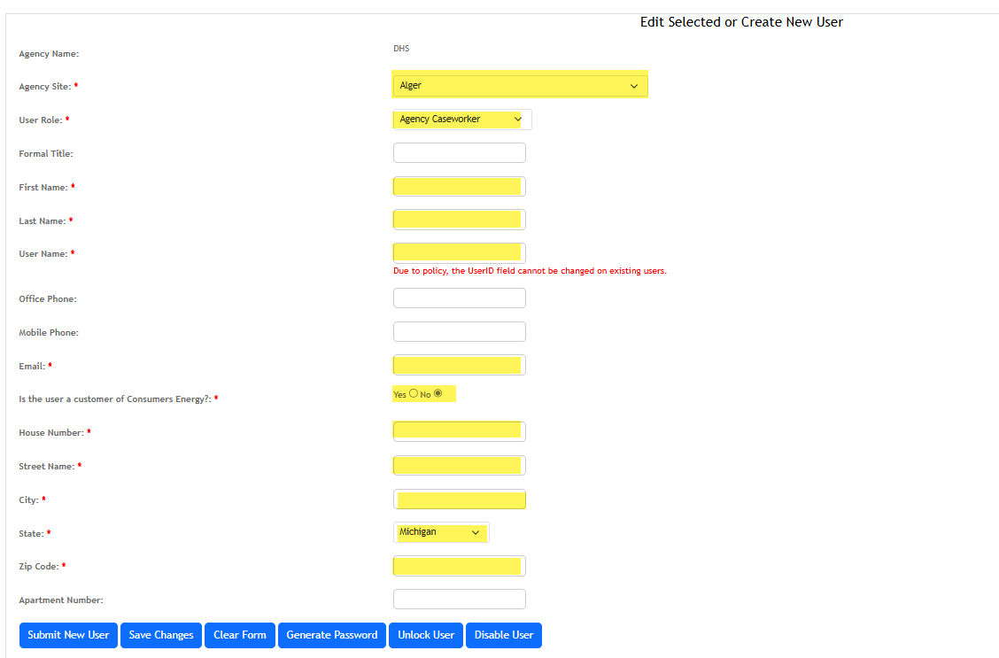 Edit Selected or Create New User
Agency Name: DHS
Agency Site: * Alger
User Role: * Agency Caseworker
Formal Title:
First Name: *
Last Name: *
User Name: *
Due to policy, the UserID field cannot be changed on existing users.
Office Phone:
Mobile Phone:
Email: *
Is the user a customer of Consumers Energy?: * Yes No
House Number: *
Street Name: *
City: *
State: * Michigan
Zip Code: *
Apartment Number:
Submit New User Save Changes Clear Form Generate Password Unlock User Disable User